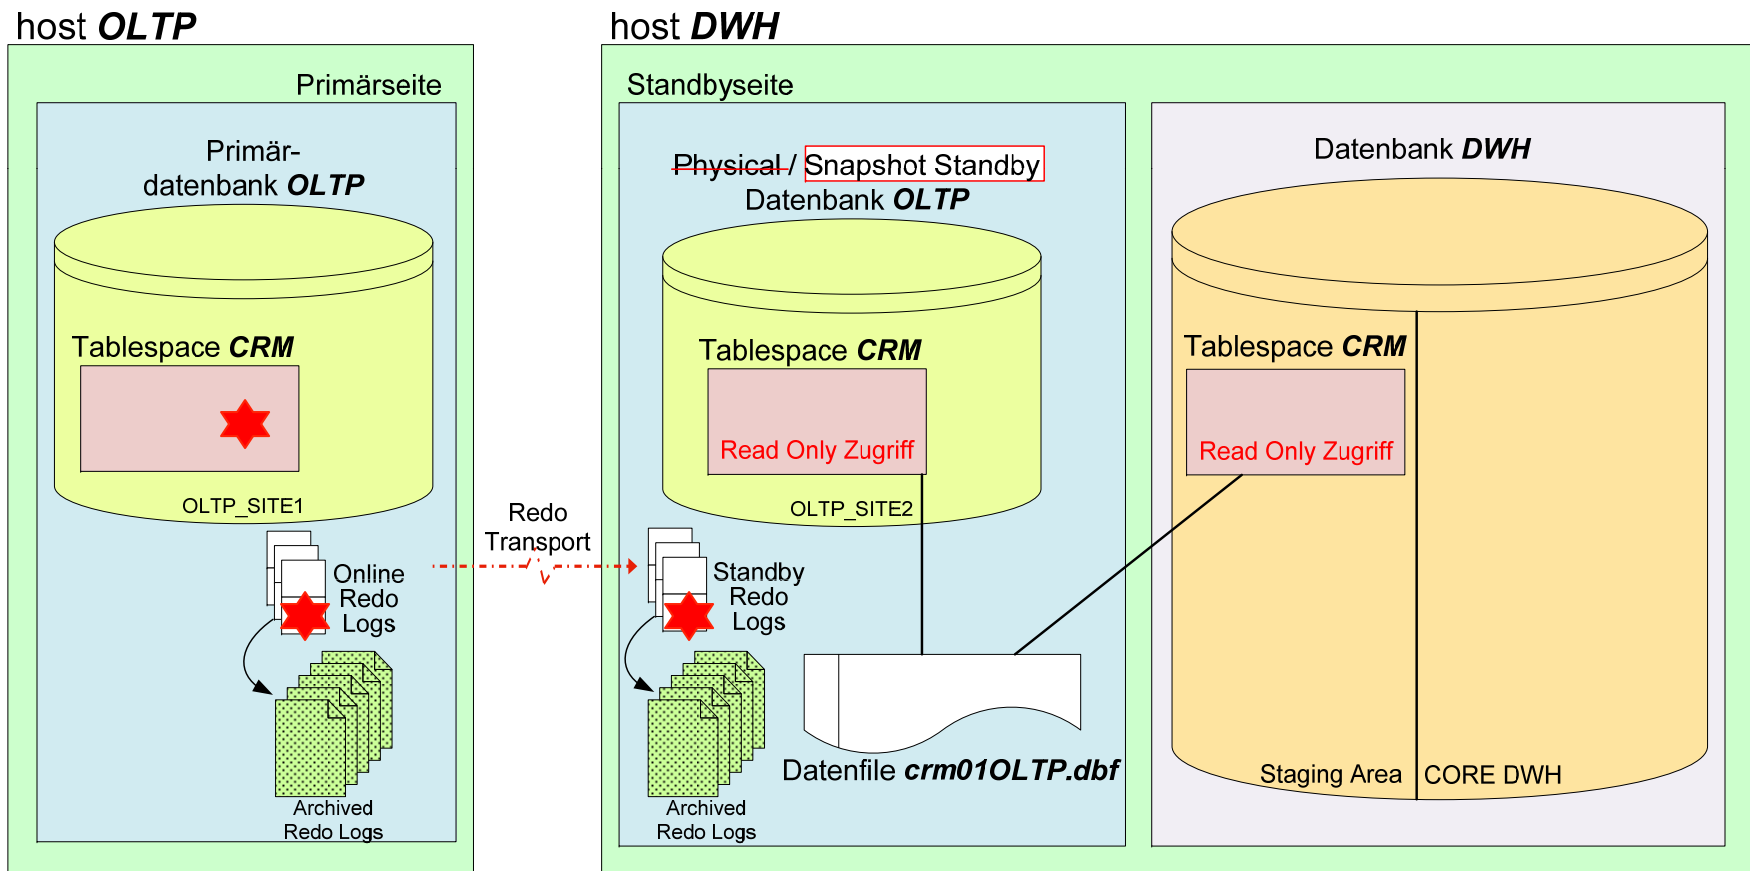 host OLTP
Primärseite
Primär-
datenbank OLTP
Tablespace CRM
OLTP_SITE1
Online
Redo
Logs
Archived
Redo Logs
Redo
Transport
host DWH
Standbyseite
Physical / Snapshot Standby
Datenbank OLTP
Tablespace CRM
Read Only Zugriff
OLTP_SITE2
Standby
Redo
Logs
Archived
Redo Logs
Datenfile crm01OLTP.dbf
Datenbank DWH
Tablespace CRM
Read Only Zugriff
Staging Area
CORE DWH